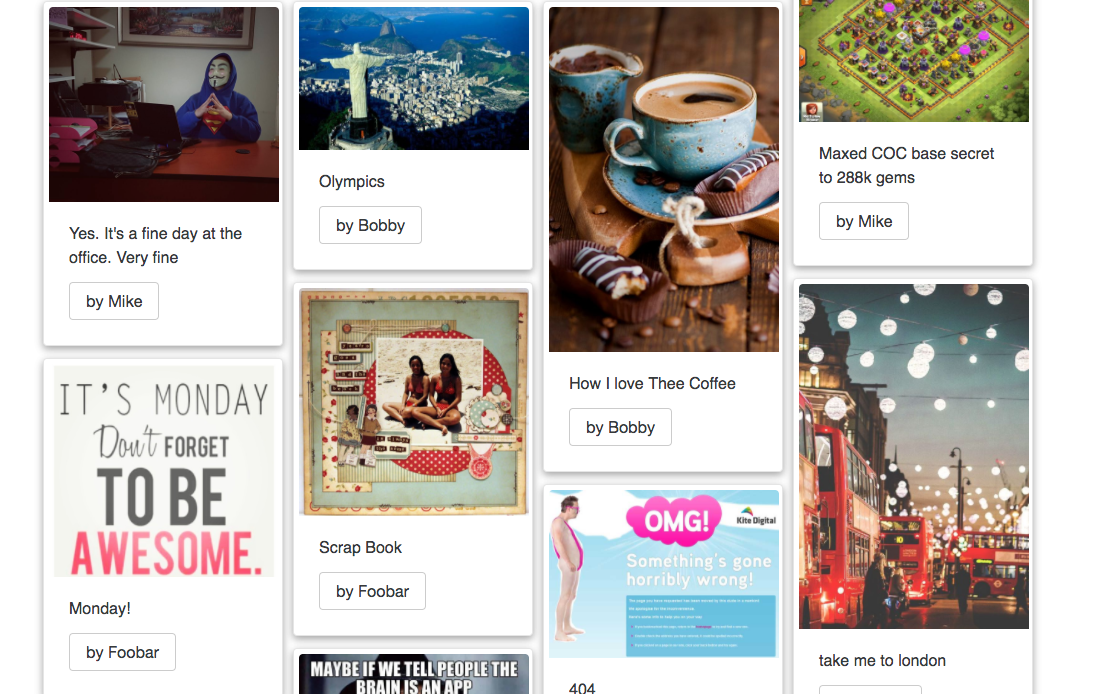 Yes. It's a fine day at the
office. Very fine
by Mike
IT'S MONDAY
Don't FORGET
TO BE
AWESOME.
Monday!
by Foobar
Olympics
by Bobby
Scrap Book
by Foobar
MAYBE IF WE TELL PEOPLE THE
BRAIN IS AN APP
How I love Thee Coffee
by Bobby
OMG!
Kite Digital
Something's gone
horribly wrong!
404
Maxed COC base secret
to 288k gems
by Mike
take me to london